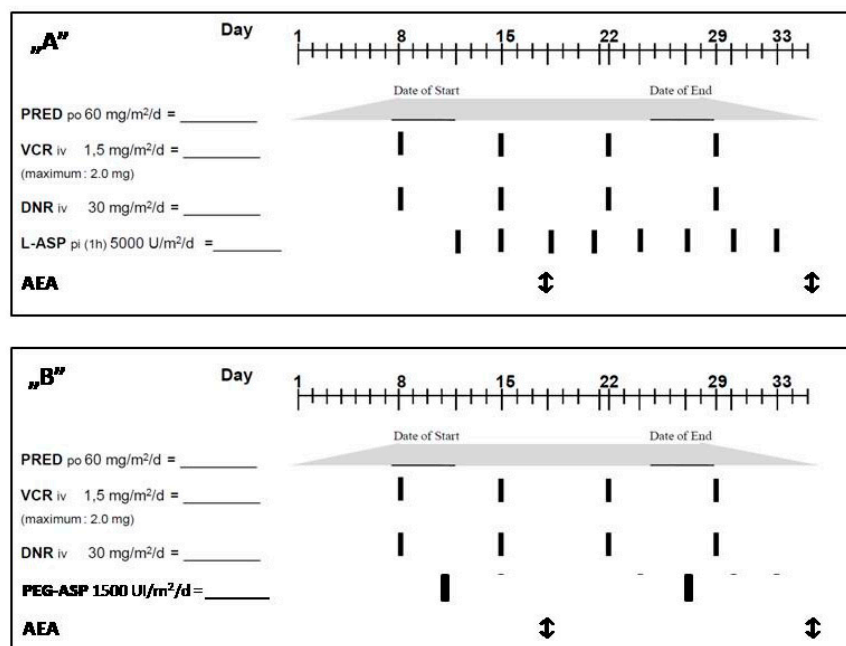 „A” Day 1 8 15 22 29 33
Date of Start Date of End
PRED po 60 mg/m²/d = ________
VCR iv 1,5 mg/m²/d = ________
(maximum : 2.0 mg)
DNR iv 30 mg/m²/d = ________
L-ASP pi (1h) 5000 U/m²/d =________
AEA
„B” Day 1 8 15 22 29 33
Date of Start Date of End
PRED po 60 mg/m²/d = ________
VCR iv 1,5 mg/m²/d = ________
(maximum : 2.0 mg)
DNR iv 30 mg/m²/d = ________
PEG-ASP 1500 UI/m²/d = ________
AEA